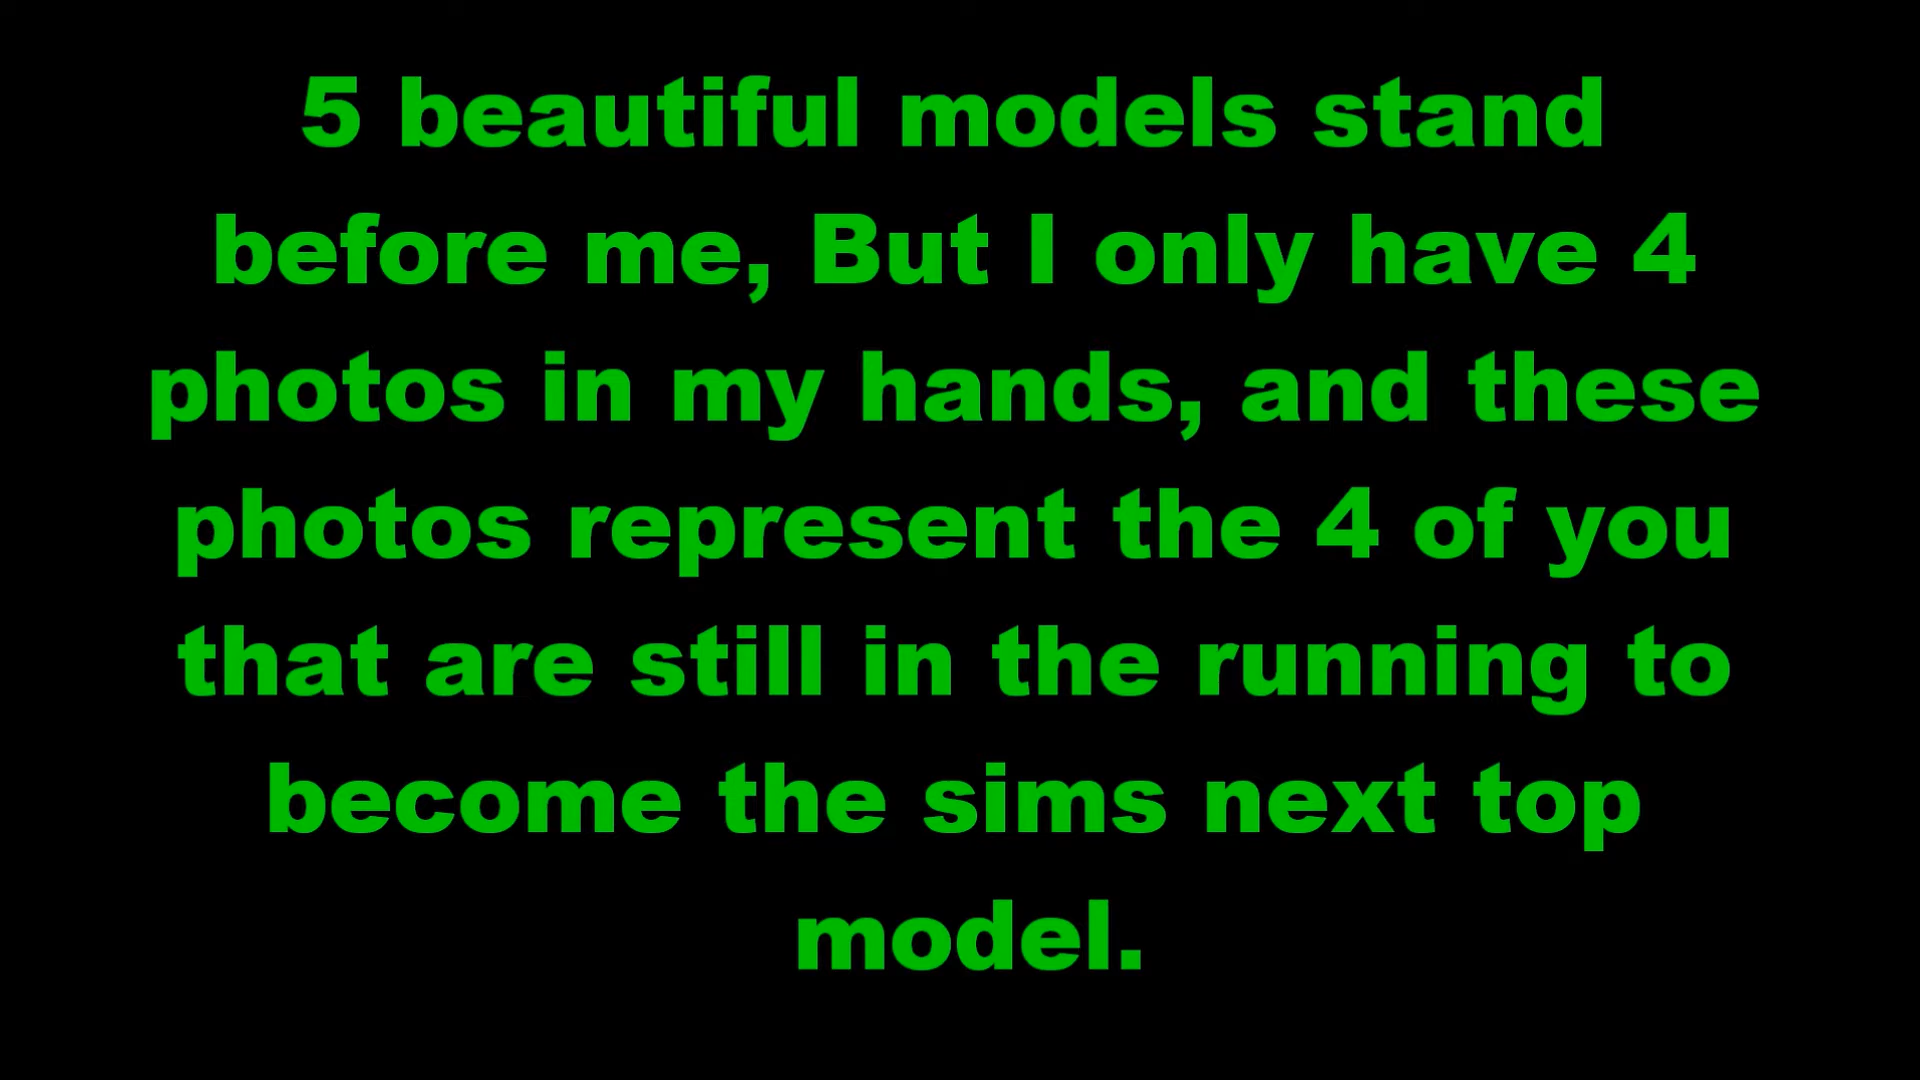 5 beautiful models stand
before me, But I only have 4
photos in my hands, and these
photos represent the 4 of you
that are still in the running to
become the sims next top
model.